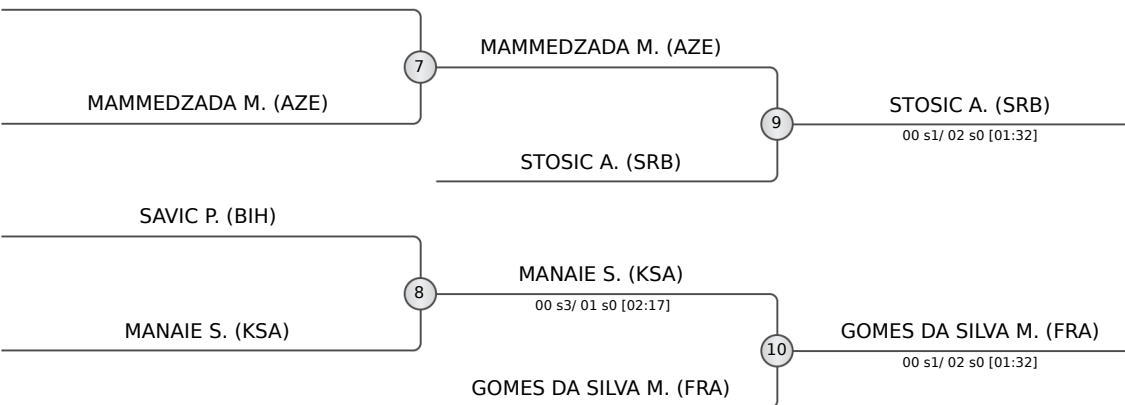 MAMMEDZADA M. (AZE)
7
MAMMEDZADA M. (AZE)
STOSIC A. (SRB)
9
STOSIC A. (SRB)
00 s1/ 02 s0 [01:32]
SAVIC P. (BIH)
MANAIE S. (KSA)
8
MANAIE S. (KSA)
00 s3/ 01 s0 [02:17]
GOMES DA SILVA M. (FRA)
10
GOMES DA SILVA M. (FRA)
00 s1/ 02 s0 [01:32]